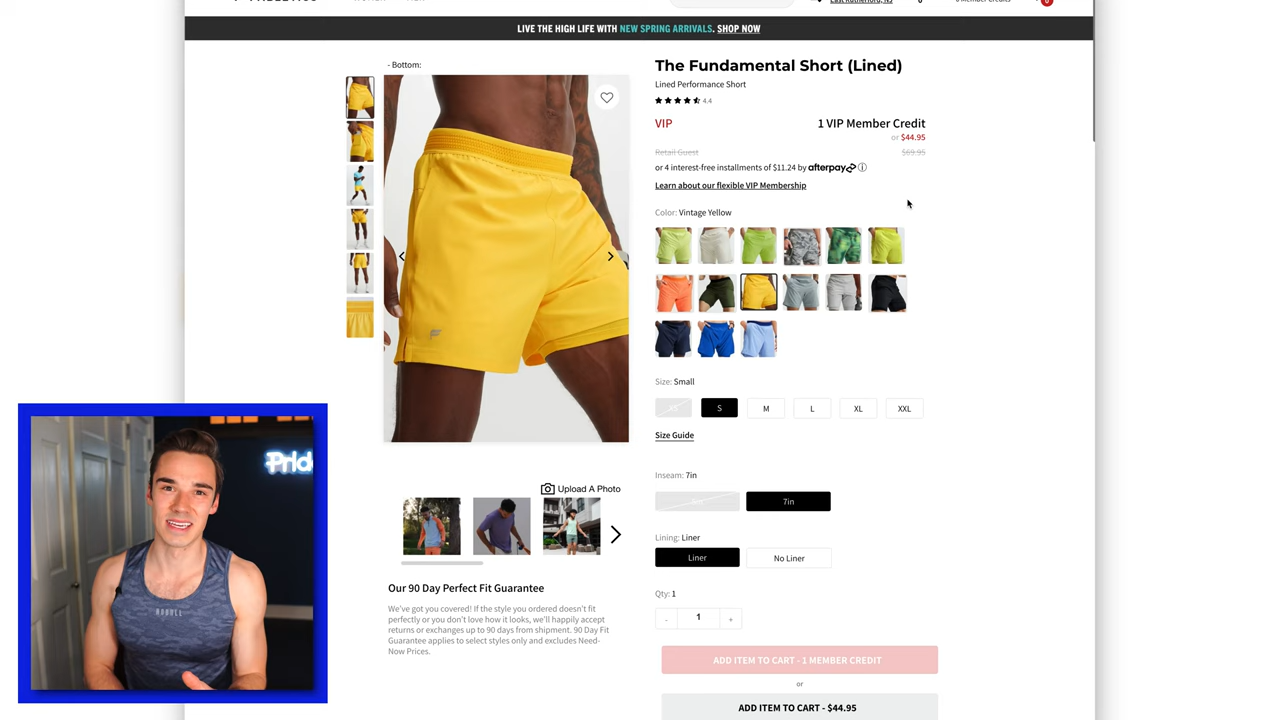 LIVE THE HIGH LIFE WITH NEW SPRING ARRIVALS. SHOP NOW
- Bottom:
The Fundamental Short (Lined)
Lined Performance Short
4.4
VIP
1 VIP Member Credit
or $44.95
Retail Guest
$69.95
or 4 interest-free installments of $11.24 by afterpay
Learn about our flexible VIP Membership
Color: Vintage Yellow
Size: Small
XS
S
M
L
XL
XXL
Size Guide
Inseam: 7in
7in
Lining: Liner
Liner
No Liner
Qty: 1
-
1
+
ADD ITEM TO CART - 1 MEMBER CREDIT
or
ADD ITEM TO CART - $44.95
Upload A Photo
Our 90 Day Perfect Fit Guarantee
We've got you covered! If the style you ordered doesn't fit
perfectly or you don't love how it looks, we'll happily accept
returns or exchanges up to 90 days from shipment. 90 Day Fit
Guarantee applies to select styles only and excludes Need-
Now Prices.
NOBULL